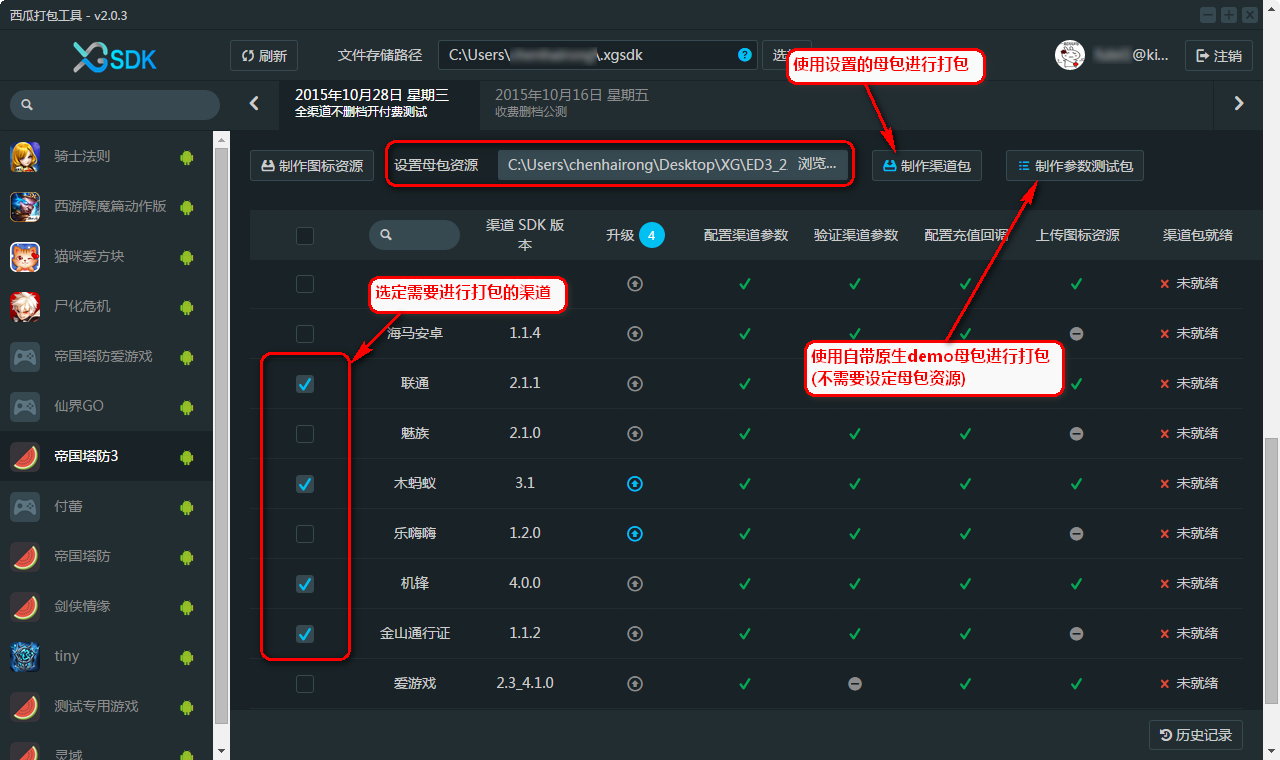 西瓜打包工具 - v2.0.3
XGSDK
刷新
文件存储路径
C:\Users\
\.xgsdk
?
使用设置的母包进行打包
@ki...
注销
2015年10月28日 星期三
全渠道不删档开付费测试
2015年10月16日 星期五
收费删档公测
骑士法则
西游降魔篇动作版
猫咪爱方块
尸化危机
帝国塔防爱游戏
仙界GO
帝国塔防3
付蕾
帝国塔防
剑侠情缘
tiny
测试专用游戏
灵域
制作图标资源
设置母包资源
C:\Users\chenhairong\Desktop\XG\ED3_2
浏览...
制作渠道包
制作参数测试包
渠道 SDK 版
本
升级 4
配置渠道参数
验证渠道参数
配置充值回调
上传图标资源
渠道包就绪
选定需要进行打包的渠道
未就绪
海马安卓 1.1.4 未就绪
使用自带原生demo母包进行打包
(不需要设定母包资源)
联通 2.1.1 未就绪
魅族 2.1.0 未就绪
木蚂蚁 3.1 未就绪
乐嗨嗨 1.2.0 未就绪
机锋 4.0.0 未就绪
金山通行证 1.1.2 未就绪
爱游戏 2.3_4.1.0 未就绪
历史记录